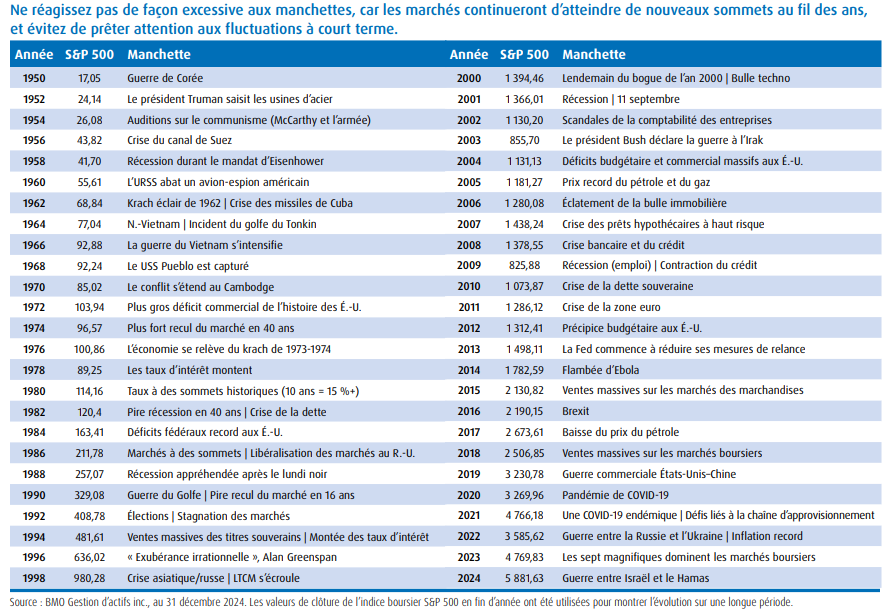 Ne réagissez pas de façon excessive aux manchettes, car les marchés continueront d’atteindre de nouveaux sommets au fil des ans,
et évitez de prêter attention aux fluctuations à court terme.
Année S&P 500 Manchette Année S&P 500 Manchette
1950 17,05 Guerre de Corée 2000 1 394,46 Lendemain du bogue de l’an 2000 | Bulle techno
1952 24,14 Le président Truman saisit les usines d’acier 2001 1 366,01 Récession | 11 septembre
1954 26,08 Auditions sur le communisme (McCarthy et l’armée) 2002 1 130,20 Scandales de la comptabilité des entreprises
1956 43,82 Crise du canal de Suez 2003 855,70 Le président Bush déclare la guerre à l’Irak
1958 41,70 Récession durant le mandat d’Eisenhower 2004 1 131,13 Déficits budgétaire et commercial massifs aux É.-U.
1960 55,61 L’URSS abat un avion-espion américain 2005 1 181,27 Prix record du pétrole et du gaz
1962 68,84 Krach éclair de 1962 | Crise des missiles de Cuba 2006 1 280,08 Éclatement de la bulle immobilière
1964 77,04 N.-Vietnam | Incident du golfe du Tonkin 2007 1 438,24 Crise des prêts hypothécaires à haut risque
1966 92,88 La guerre du Vietnam s’intensifie 2008 1 378,55 Crise bancaire et du crédit
1968 92,24 Le USS Pueblo est capturé 2009 825,88 Récession (emploi) | Contraction du crédit
1970 85,02 Le conflit s’étend au Cambodge 2010 1 073,87 Crise de la dette souveraine
1972 103,94 Plus gros déficit commercial de l’histoire des É.-U. 2011 1 286,12 Crise de la zone euro
1974 96,57 Plus fort recul du marché en 40 ans 2012 1 312,41 Précipice budgétaire aux É.-U.
1976 100,86 L’économie se relève du krach de 1973-1974 2013 1 498,11 La Fed commence à réduire ses mesures de relance
1978 89,25 Les taux d’intérêt montent 2014 1 782,59 Flambée d’Ebola
1980 114,16 Taux à des sommets historiques (10 ans = 15 %+) 2015 2 130,82 Ventes massives sur les marchés des marchandises
1982 120,4 Pire récession en 40 ans | Crise de la dette 2016 2 190,15 Brexit
1984 163,41 Déficits fédéraux record aux É.-U. 2017 2 673,61 Baisse du prix du pétrole
1986 211,78 Marchés à des sommets | Libéralisation des marchés au R.-U. 2018 2 506,85 Ventes massives sur les marchés boursiers
1988 257,07 Récession appréhendée après le lundi noir 2019 3 230,78 Guerre commerciale États-Unis–Chine
1990 329,08 Guerre du Golfe | Pire recul du marché en 16 ans 2020 3 269,96 Pandémie de COVID-19
1992 408,78 Élections | Stagnation des marchés 2021 4 766,18 Une COVID-19 endémique | Défis liés à la chaîne d’approvisionnement
1994 481,61 Ventes massives des titres souverains | Montée des taux d’intérêt 2022 3 585,62 Guerre entre la Russie et l’Ukraine | Inflation record
1996 636,02 « Exubérance irrationnelle », Alan Greenspan 2023 4 769,83 Les sept magnifiques dominent les marchés boursiers
1998 980,28 Crise asiatique/russe | LTCM s’écroule 2024 5 881,63 Guerre entre Israël et le Hamas
Source : BMO Gestion d’actifs inc., au 31 décembre 2024. Les valeurs de clôture de l’indice boursier S&P 500 en fin d’année ont été utilisées pour montrer l’évolution sur une longue période.